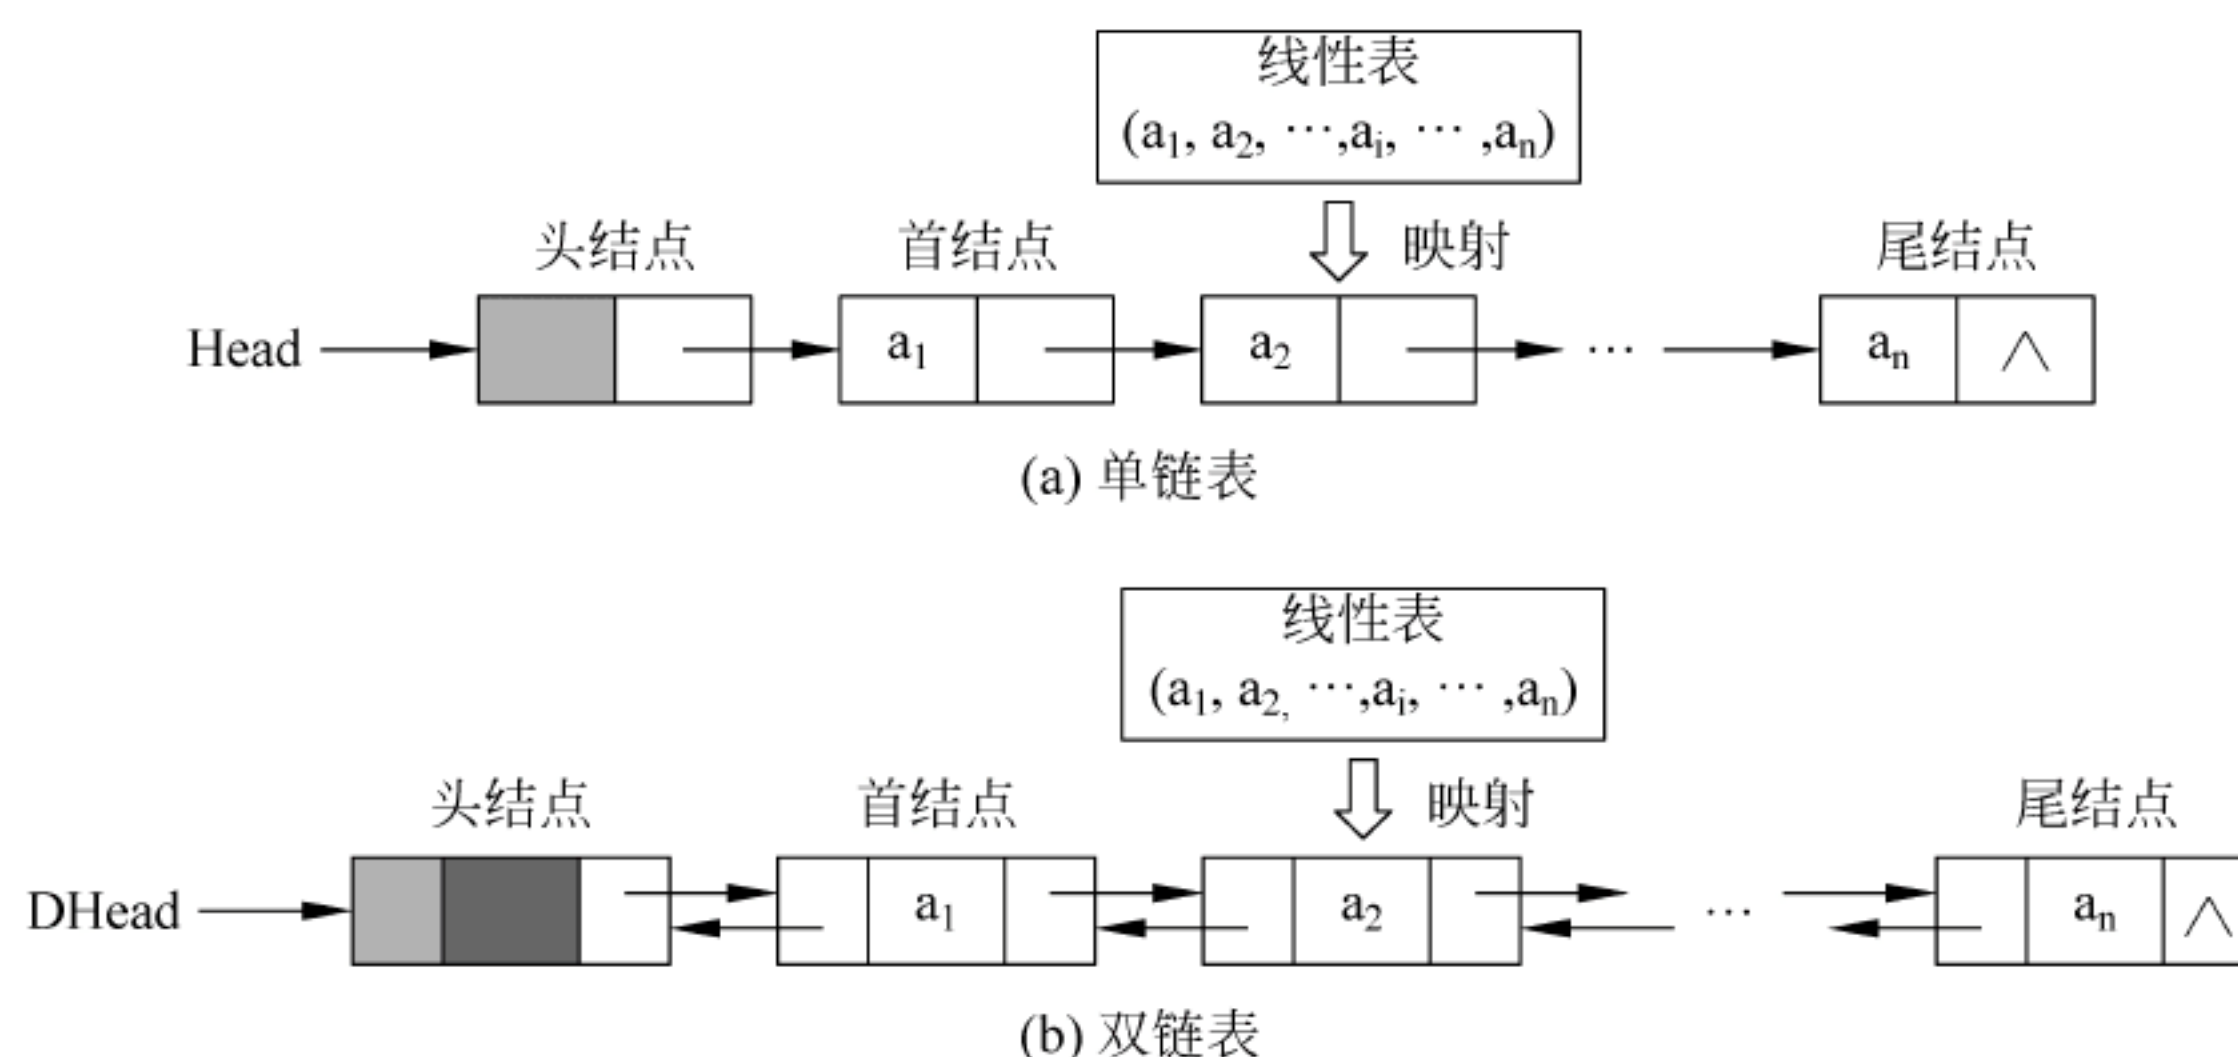 线性表
(a₁, a₂, ⋯,aᵢ, ⋯ ,aₙ)
头结点 首结点 映射 尾结点
Head a₁ a₂ ⋯ aₙ ∧
(a) 单链表
线性表
(a₁, a₂, ⋯,aᵢ, ⋯ ,aₙ)
头结点 首结点 映射 尾结点
DHead a₁ a₂ ⋯ aₙ ∧
(b) 双链表